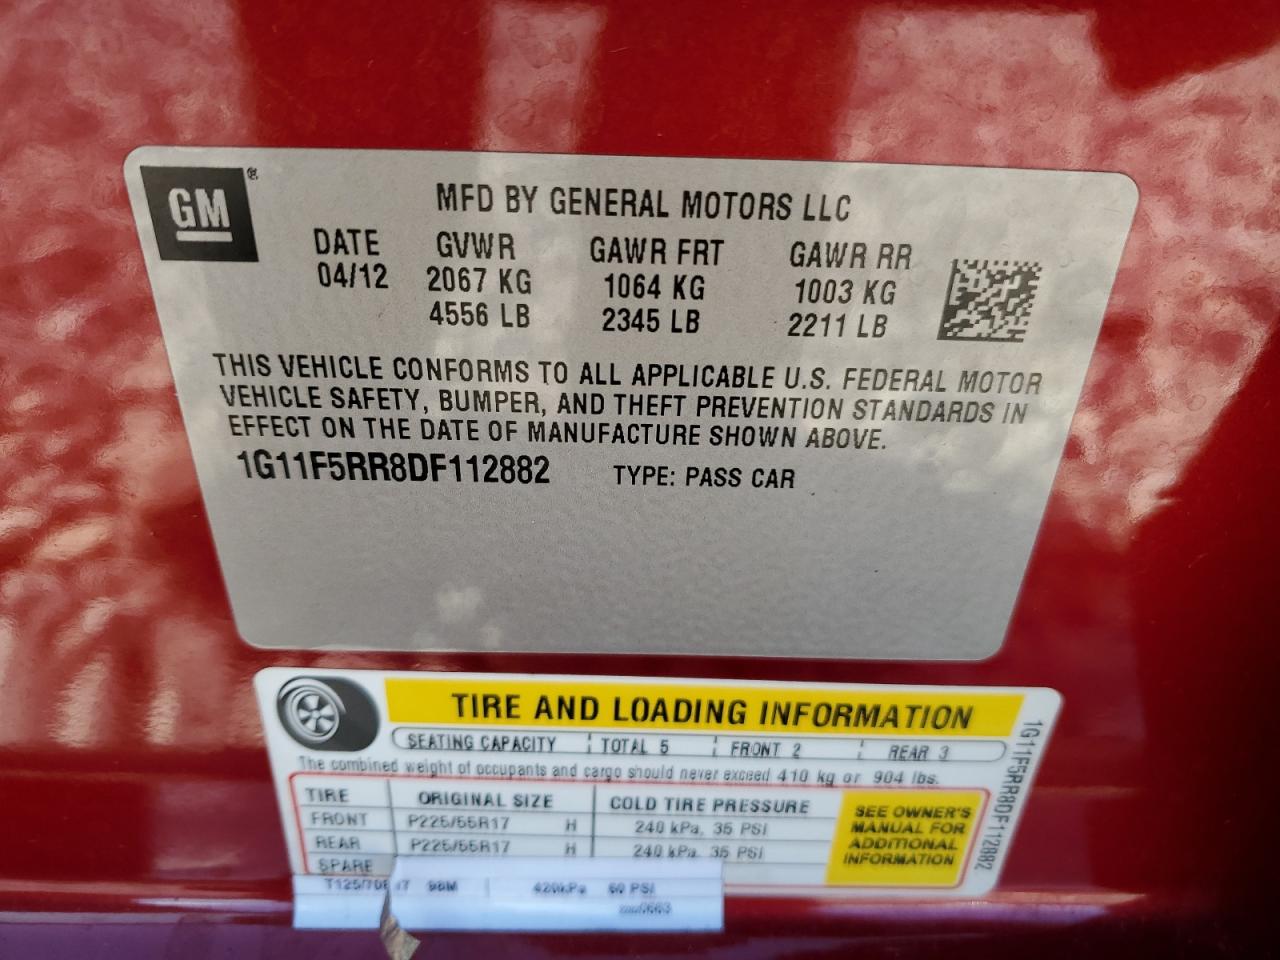 GM®
MFD BY GENERAL MOTORS LLC
DATE GVWR GAWR FRT GAWR RR
04/12 2067 KG 1064 KG 1003 KG
4556 LB 2345 LB 2211 LB
THIS VEHICLE CONFORMS TO ALL APPLICABLE U.S. FEDERAL MOTOR
VEHICLE SAFETY, BUMPER, AND THEFT PREVENTION STANDARDS IN
EFFECT ON THE DATE OF MANUFACTURE SHOWN ABOVE.
1G11F5RR8DF112882 TYPE: PASS CAR
TIRE AND LOADING INFORMATION
SEATING CAPACITY TOTAL 5 FRONT 2 REAR 3
The combined weight of occupants and cargo should never exceed 410 kg or 904 lbs.
TIRE ORIGINAL SIZE COLD TIRE PRESSURE
FRONT P225/55R17 H 240 kPa, 35 PSI
REAR P225/55R17 H 240 kPa, 35 PSI
SPARE
98M 420kPa 60 PSI
SEE OWNER'S
MANUAL FOR
ADDITIONAL
INFORMATION
1G11F5RR8DF112882